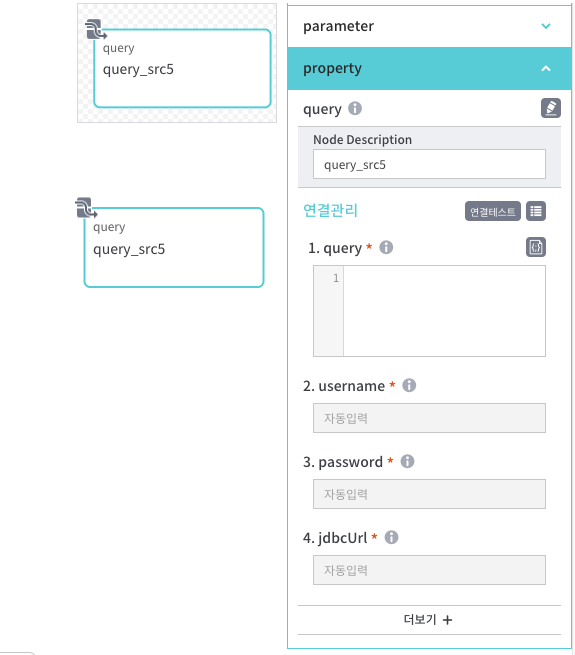 query
query_src5
query
query_src5
parameter
property
query
Node Description
query_src5
연결관리
연결테스트
1. query *
1
2. username *
자동입력
3. password *
자동입력
4. jdbcUrl *
자동입력
더보기 +